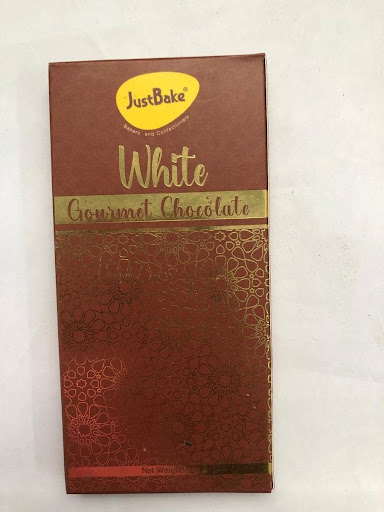 JustBake®
Bakers and Confectioners
White
Gourmet Chocolate
Net Weight